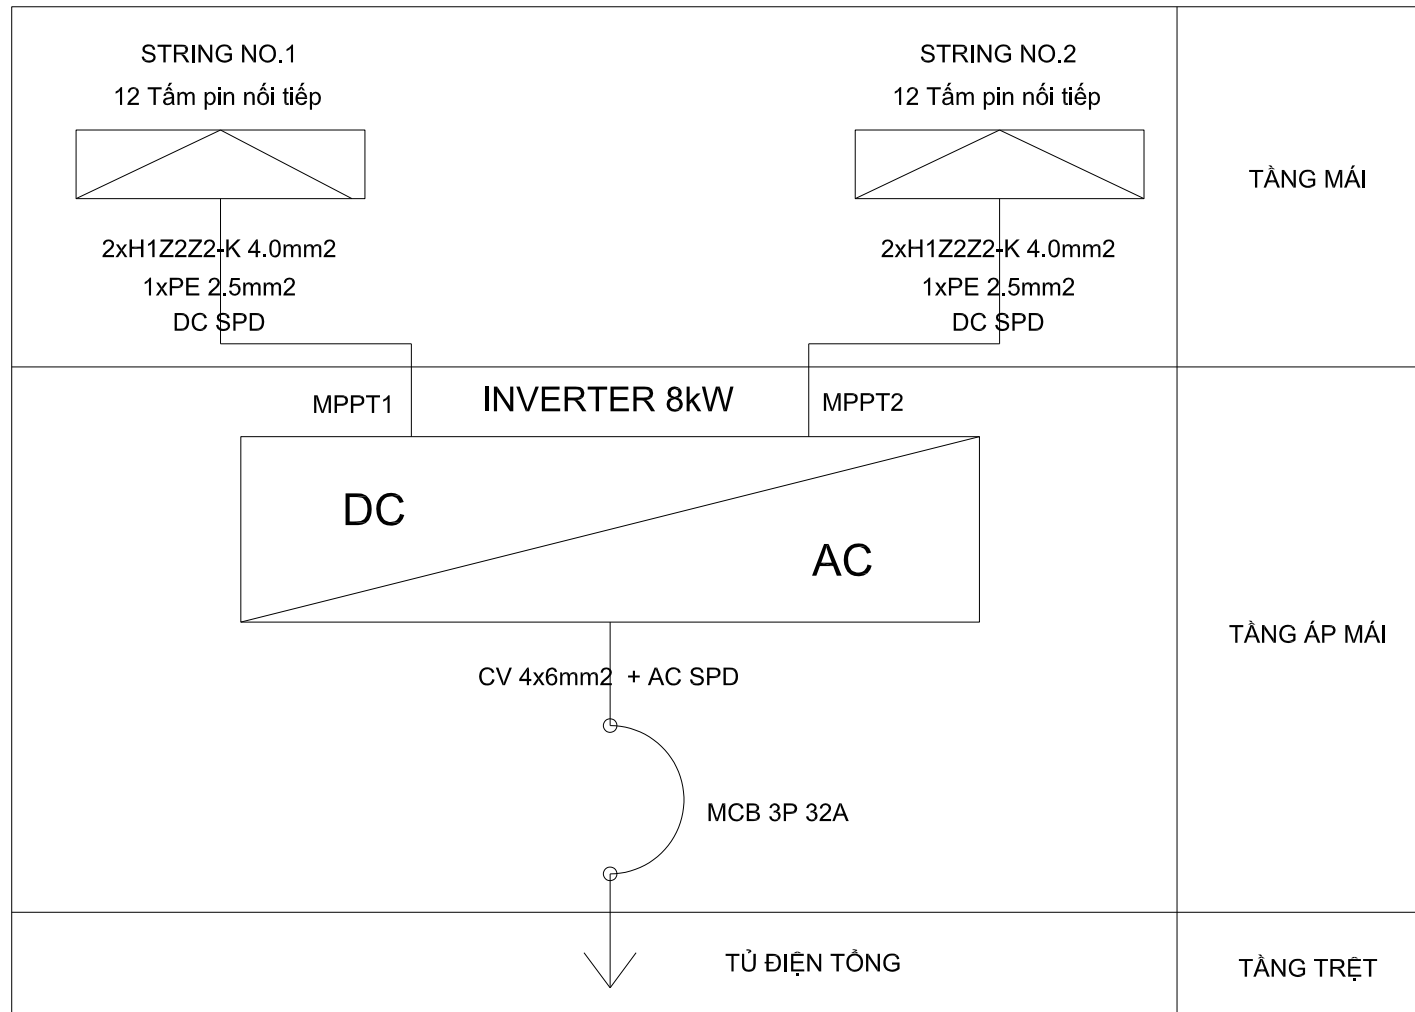 STRING NO.1
12 Tấm pin nối tiếp
2xH1Z2Z2-K 4.0mm2
1xPE 2.5mm2
DC SPD
STRING NO.2
12 Tấm pin nối tiếp
2xH1Z2Z2-K 4.0mm2
1xPE 2.5mm2
DC SPD
TẦNG MÁI
MPPT1
INVERTER 8kW
MPPT2
DC
AC
TẦNG ÁP MÁI
CV 4x6mm2 + AC SPD
MCB 3P 32A
TỦ ĐIỆN TỔNG
TẦNG TRỆT